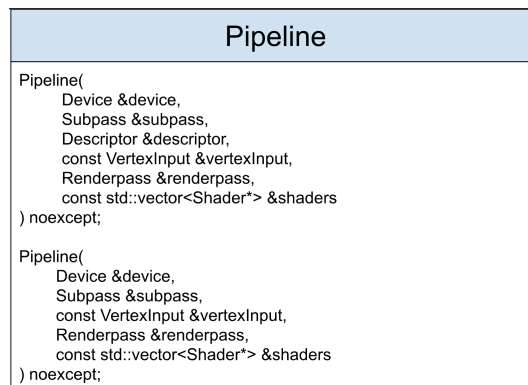 Pipeline
Pipeline(
Device &device,
Subpass &subpass,
Descriptor &descriptor,
const VertexInput &vertexInput,
Renderpass &renderpass,
const std::vector<Shader*> &shaders
) noexcept;
Pipeline(
Device &device,
Subpass &subpass,
const VertexInput &vertexInput,
Renderpass &renderpass,
const std::vector<Shader*> &shaders
) noexcept;